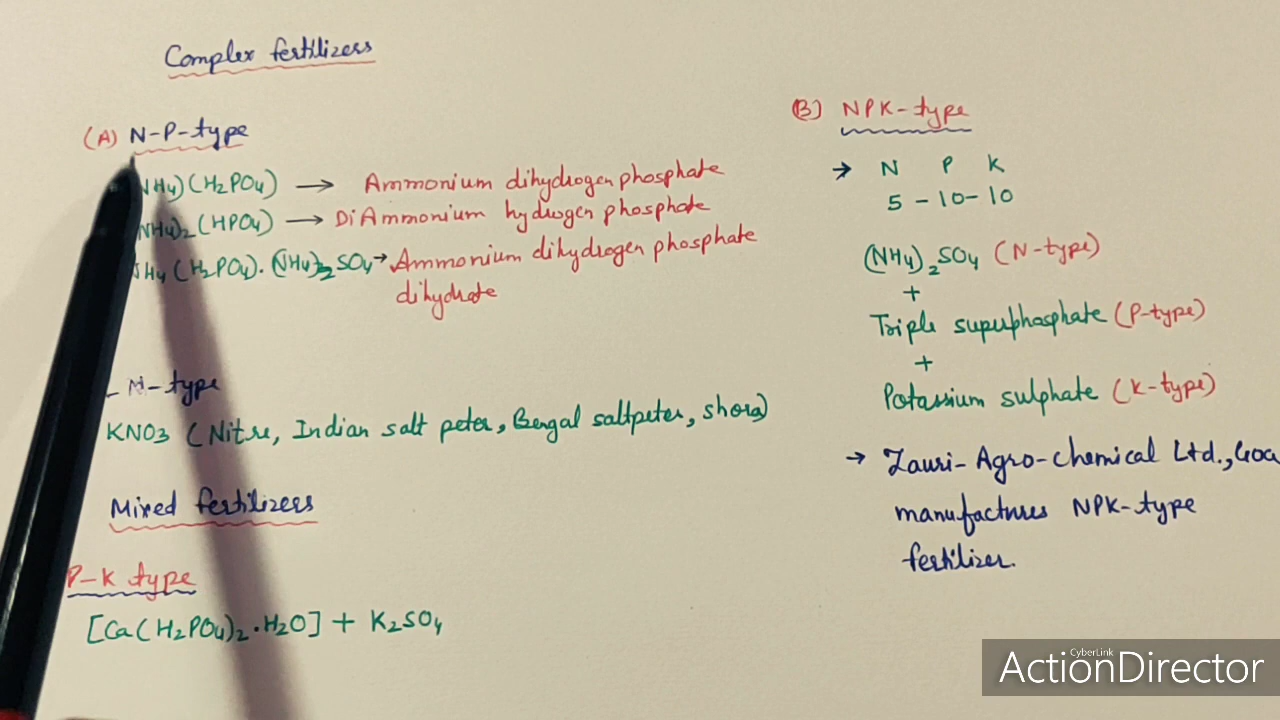 Complex fertilizers
(A) N-P-type
NH4)(H2PO4) → Ammonium dihydrogen phosphate
NH4)2(HPO4) → DiAmmonium hydrogen phosphate
NH4(H2PO4).(NH4)2SO4 → Ammonium dihydrogen phosphate
dihydrate
- N-type
KNO3 (Nitre, Indian salt peter, Bengal saltpeter, shora)
Mixed fertilizers
P-K type
[Ca(H2PO4)2.H2O] + K2SO4
(B) NPK-type
→ N P K
5-10-10
(NH4)2SO4 (N-type)
+
Triple superphosphate (P-type)
+
Potassium sulphate (K-type)
→ Zauri-Agro-chemical Ltd., Goa
manufactures NPK-type
fertilizer.
CyberLink
ActionDirector